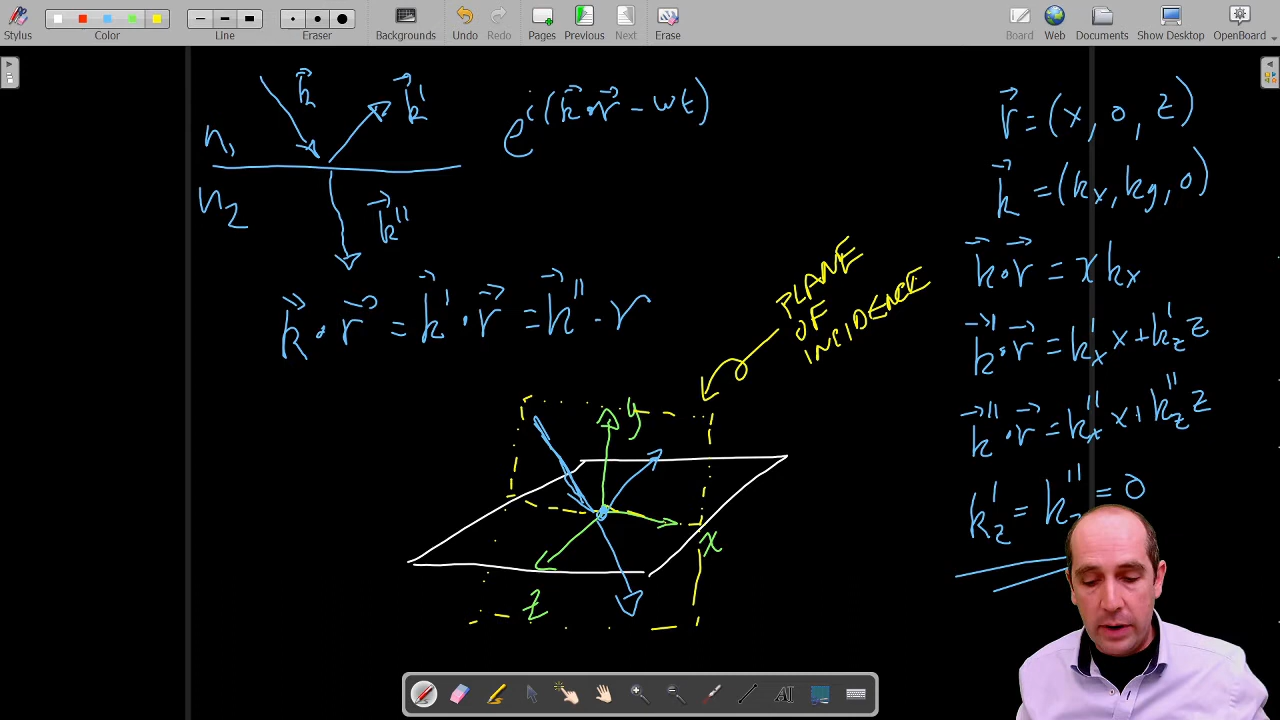 Stylus
Color
Line
Eraser
Backgrounds
Undo
Redo
Pages
Previous
Next
Erase
Board
Web
Documents
Show Desktop
OpenBoard
k⃗
k⃗'
n₁
n₂
k⃗''
e^i(k⃗·r⃗ - ωt)
k⃗·r⃗ = k⃗'·r⃗ = k⃗''·r
PLANE
OF
INCIDENCE
y
x
z
r⃗ = (x, 0, z)
k⃗ = (kx, ky, 0)
k⃗·r⃗ = x kx
k⃗'·r⃗ = k'x x + k'z z
k⃗''·r⃗ = k''x x + k''z z
k'z = k''z = 0